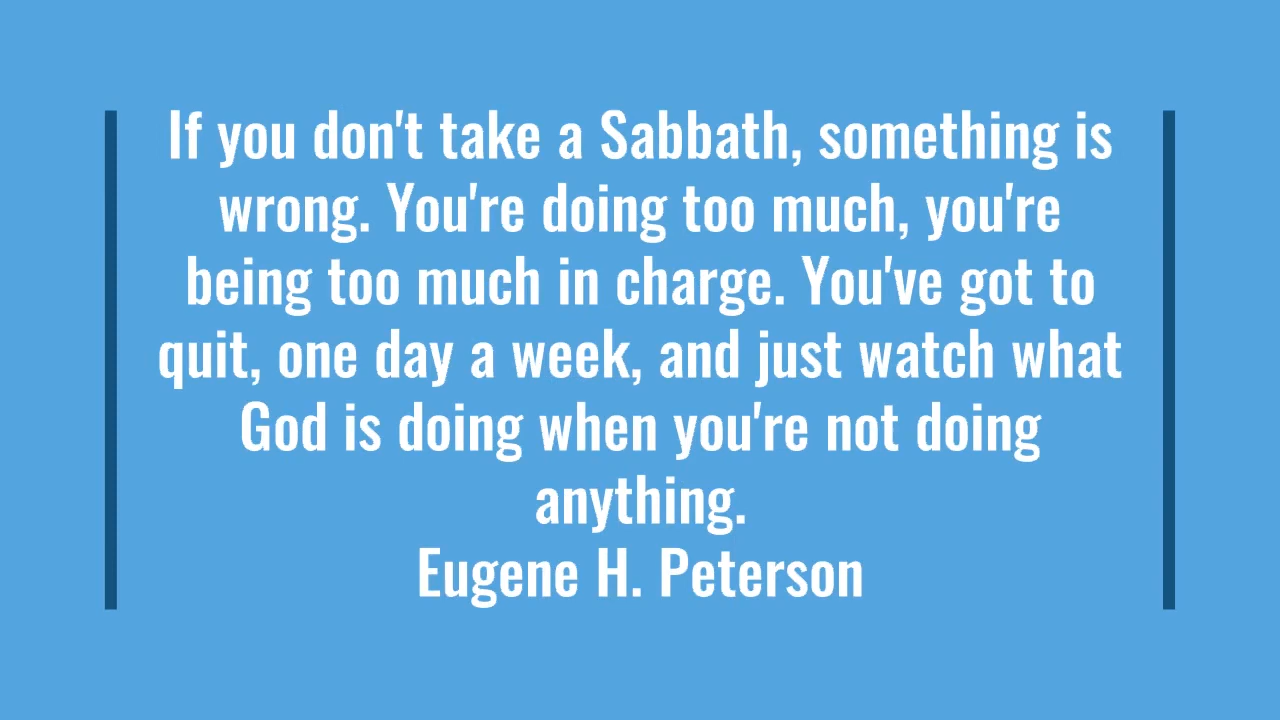 If you don't take a Sabbath, something is
wrong. You're doing too much, you're
being too much in charge. You've got to
quit, one day a week, and just watch what
God is doing when you're not doing
anything.
Eugene H. Peterson